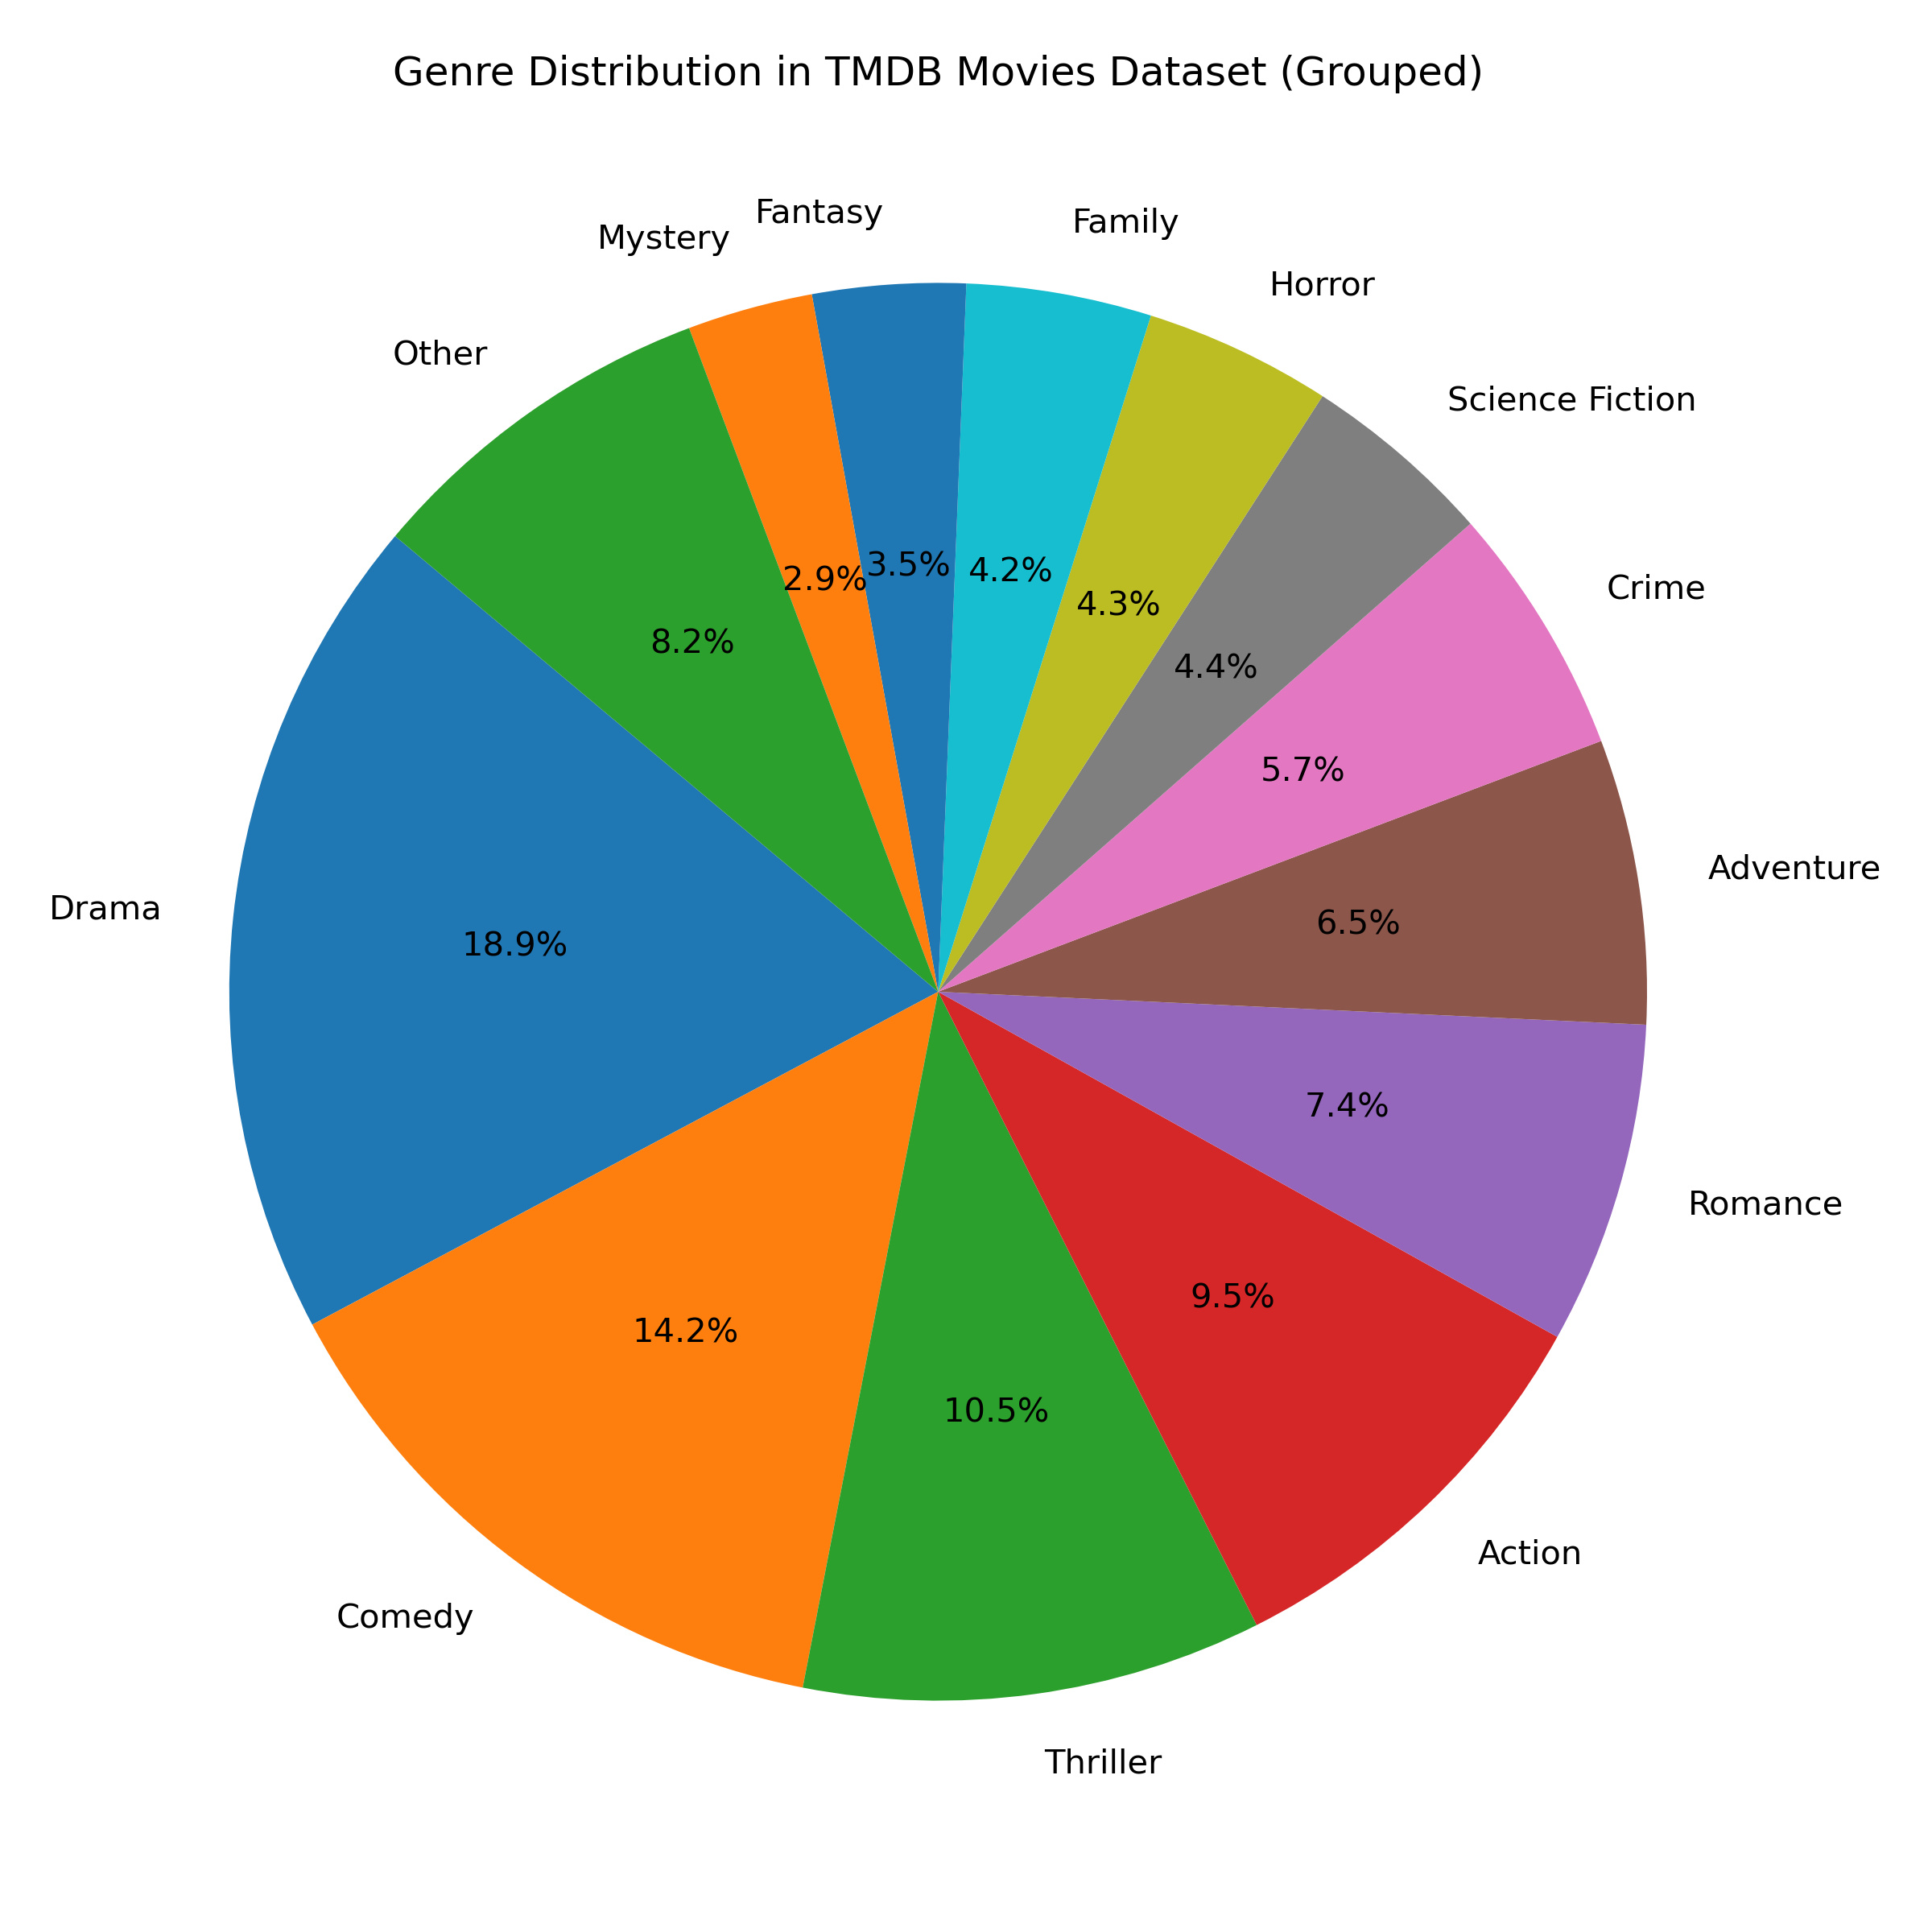 Genre Distribution in TMDB Movies Dataset (Grouped)
Fantasy
Family
Mystery
Horror
Other
Science Fiction
3.5%
4.2%
2.9%
Crime
4.3%
8.2%
4.4%
5.7%
Adventure
Drama
6.5%
18.9%
7.4%
Romance
9.5%
14.2%
10.5%
Action
Comedy
Thriller